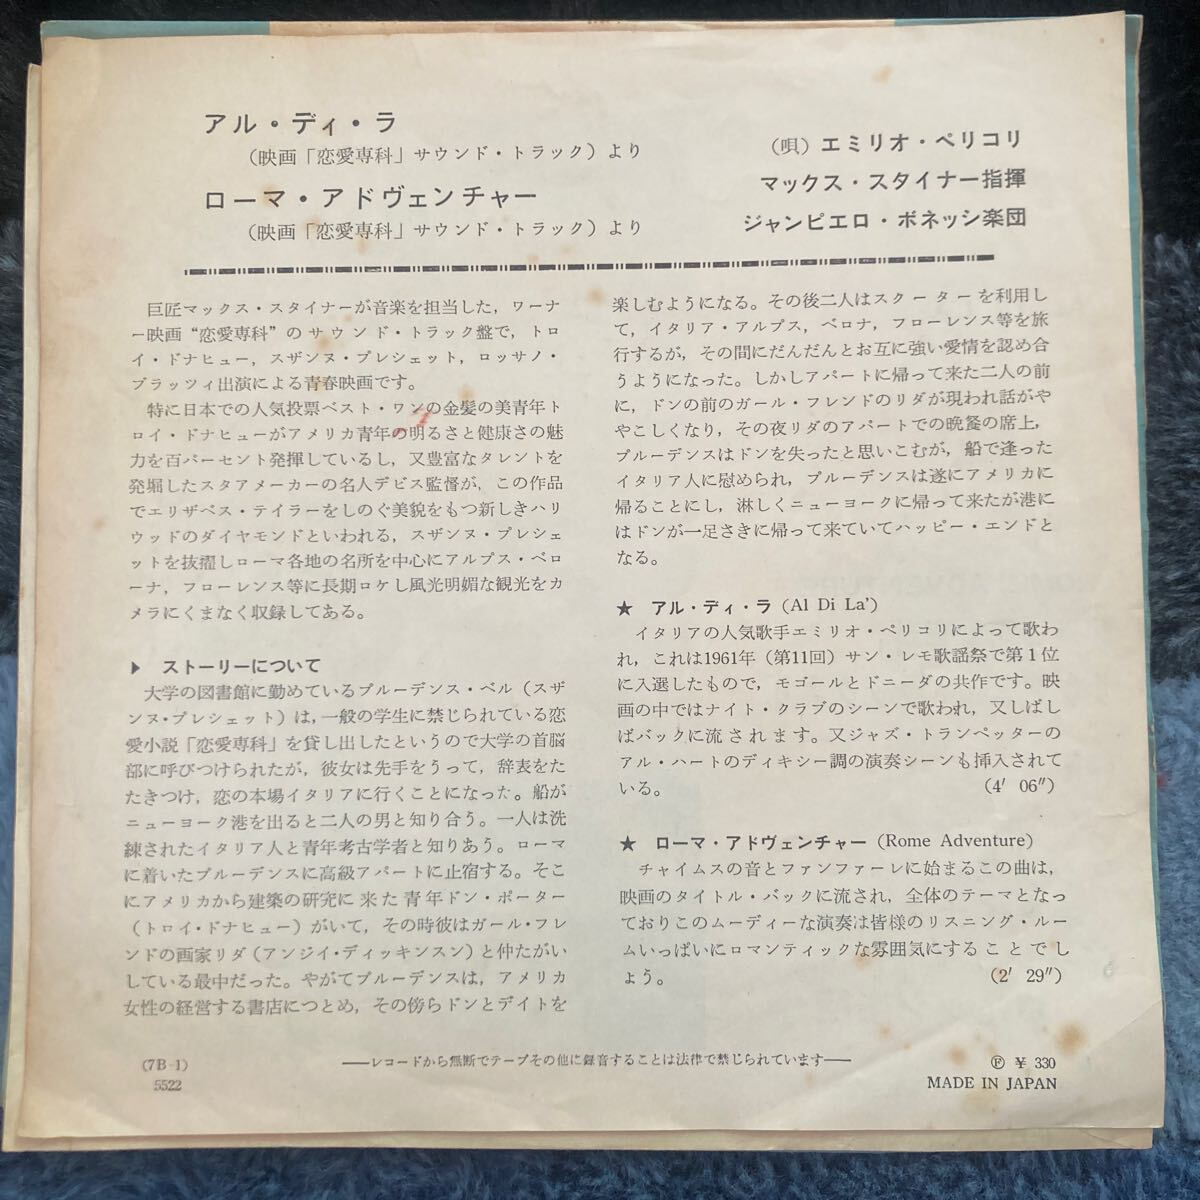 アル・ディ・ラ
(映画「恋愛専科」サウンド・トラック)より
ローマ・アドヴェンチャー
(映画「恋愛専科」サウンド・トラック)より
(唄)エミリオ・ペリコリ
マックス・スタイナー指揮
ジャンピエロ・ボネッシ楽団
巨匠マックス・スタイナーが音楽を担当した，ワーナ
ー映画“恋愛専科”のサウンド・トラック盤で，トロ
イ・ドナヒュー，スザンヌ・プレシェット，ロッサノ・
ブラッツィ出演による青春映画です。
特に日本での人気投票ベスト・ワンの金髪の美青年ト
ロイ・ドナヒューがアメリカ青年の明るさと健康さの魅
力を百パーセント発揮しているし，又豊富なタレントを
発堀したスタアメーカーの名人デビス監督が，この作品
でエリザベス・テイラーをしのぐ美貌をもつ新しきハリ
ウッドのダイヤモンドといわれる，スザンヌ・プレシェ
ットを抜擢しローマ各地の名所を中心にアルプス・ベロ
ーナ，フローレンス等に長期ロケし風光明媚な観光をカ
メラにくまなく収録してある。
▶ ストーリーについて
大学の図書館に勤めているプルーデンス・ベル（スザ
ンヌ・プレシェット）は，一般の学生に禁じられている恋
愛小説「恋愛専科」を貸し出したというので大学の首脳
部に呼びつけられたが，彼女は先手をうって，辞表をた
たきつけ，恋の本場イタリアに行くことになった。船が
ニューヨーク港を出ると二人の男と知り合う。一人は洗
練されたイタリア人と青年考古学者と知りあう。ローマ
に着いたプルーデンスに高級アパートに止宿する。そこ
にアメリカから建築の研究に来た青年ドン・ポーター
（トロイ・ドナヒュー）がいて，その時彼はガール・フレ
ンドの画家リダ（アンジイ・ディッキンスン）と仲たがい
している最中だった。やがてプルーデンスは，アメリカ
女性の経営する書店につとめ，その傍らドンとデイトを
楽しむようになる。その後二人はスクーターを利用し
て，イタリア・アルプス，ベロナ，フローレンス等を旅
行するが，その間にだんだんとお互に強い愛情を認め合
うようになった。しかしアパートに帰って来た二人の前
に，ドンの前のガール・フレンドのリダが現われ話がや
やこしくなり，その夜リダのアパートでの晩餐の席上，
プルーデンスはドンを失ったと思いこむが，船で逢った
イタリア人に慰められ，プルーデンスは遂にアメリカに
帰ることにし，淋しくニューヨークに帰って来たが港に
はドンが一足さきに帰って来ていてハッピー・エンドと
なる。
★ アル・ディ・ラ (Al Di La')
イタリアの人気歌手エミリオ・ペリコリによって歌わ
れ，これは1961年（第11回）サン・レモ歌謡祭で第１位
に入選したもので，モゴールとドニーダの共作です。映
画の中ではナイト・クラブのシーンで歌われ，又しばし
ばバックに流されます。又ジャズ・トランペッターの
アル・ハートのディキシー調の演奏シーンも挿入されて
いる。 (4′ 06″)
★ ローマ・アドヴェンチャー (Rome Adventure)
チャイムスの音とファンファーレに始まるこの曲は，
映画のタイトル・バックに流され，全体のテーマとなっ
ておりこのムーディーな演奏は皆様のリスニング・ルー
ムいっぱいにロマンティックな雰囲気にすることでし
ょう。 (2′ 29″)
(7B-1)
5522
——レコードから無断でテープその他に録音することは法律で禁じられています——
Ⓕ ￥ 330
MADE IN JAPAN